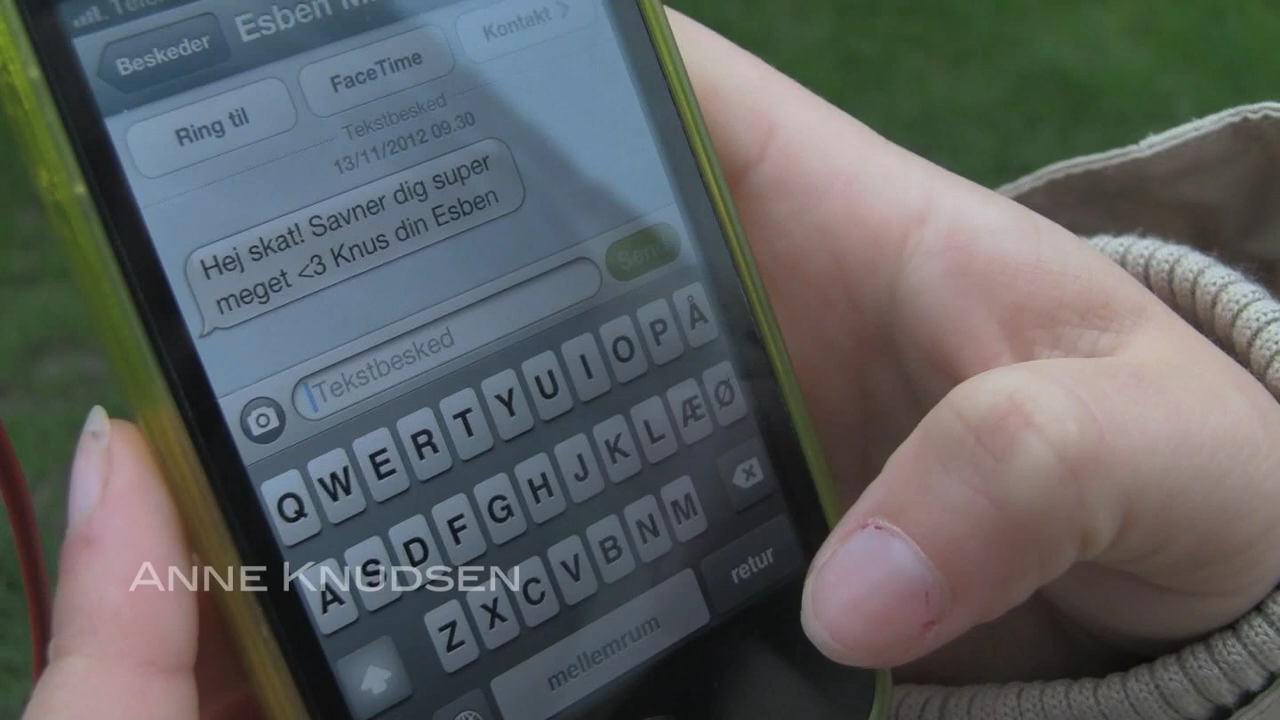 Esben
Beskeder
Kontakt
FaceTime
Ring til
Tekstbesked
13/11/2012 09.30
Hej skat! Savner dig super
meget <3 Knus din Esben
Send
Tekstbesked
Q W E R T Y U I O P Å
A S D F G H J K L Æ Ø
Z X C V B N M
mellemrum
retur
ANNE KNUDSEN